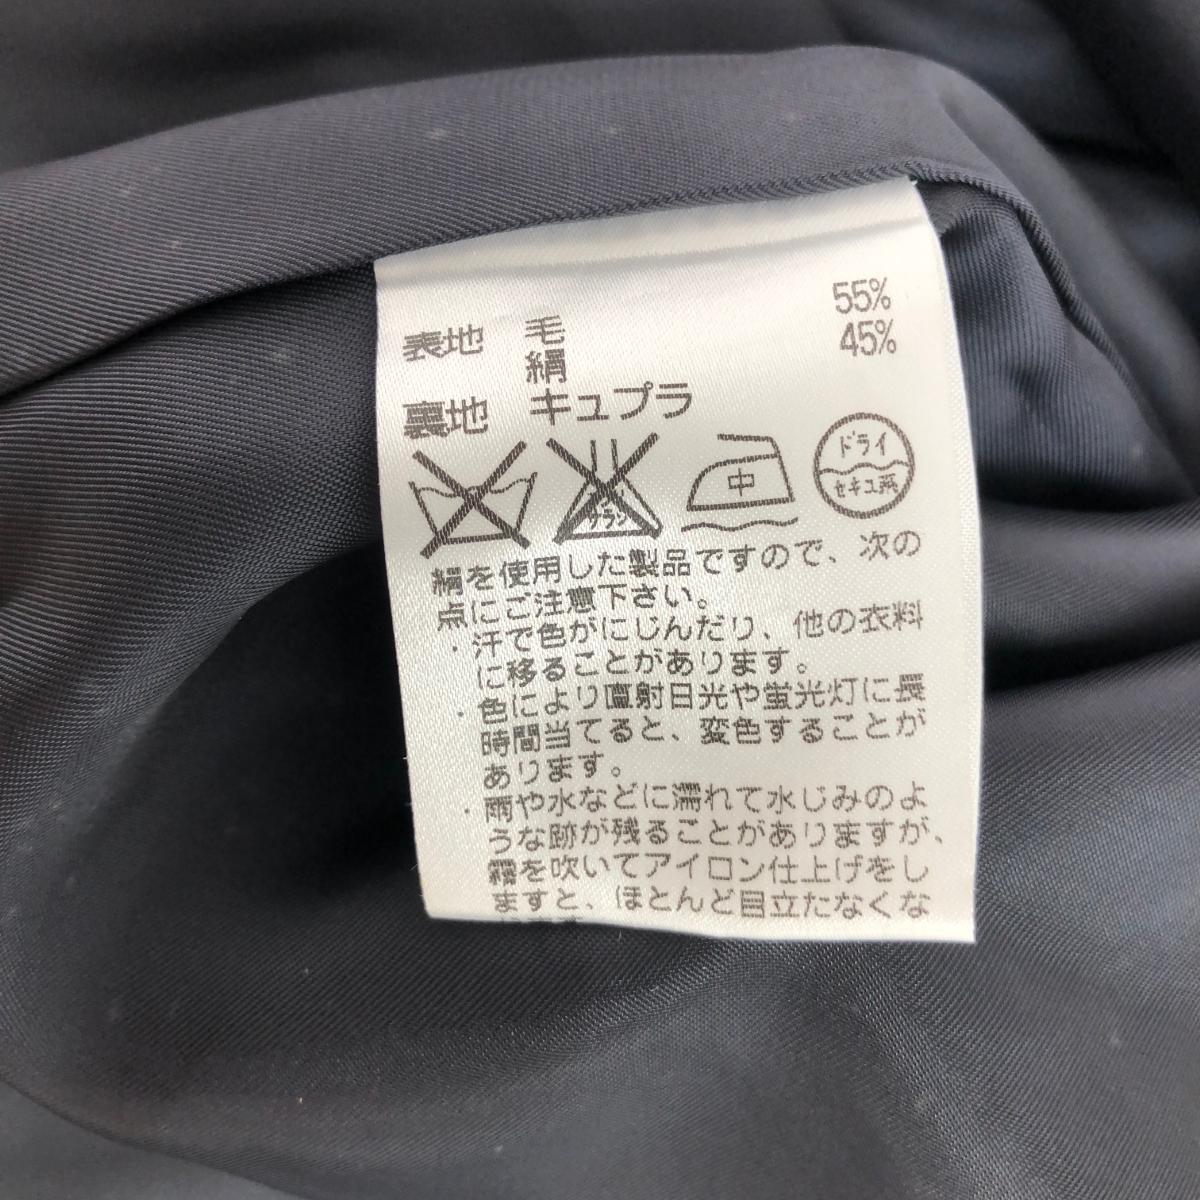 表地 毛 55%
絹 45%
裏地 キュプラ
エンソサラシ
中
ドライ
セキユ系
絹を使用した製品ですので、次の
点にご注意下さい。
・汗で色がにじんだり、他の衣料
に移ることがあります。
・色により直射日光や蛍光灯に長
時間当てると、変色することが
あります。
・雨や水などに濡れて水じみのよ
うな跡が残ることがありますが、
霧を吹いてアイロン仕上げをし
ますと、ほとんど目立たなくな